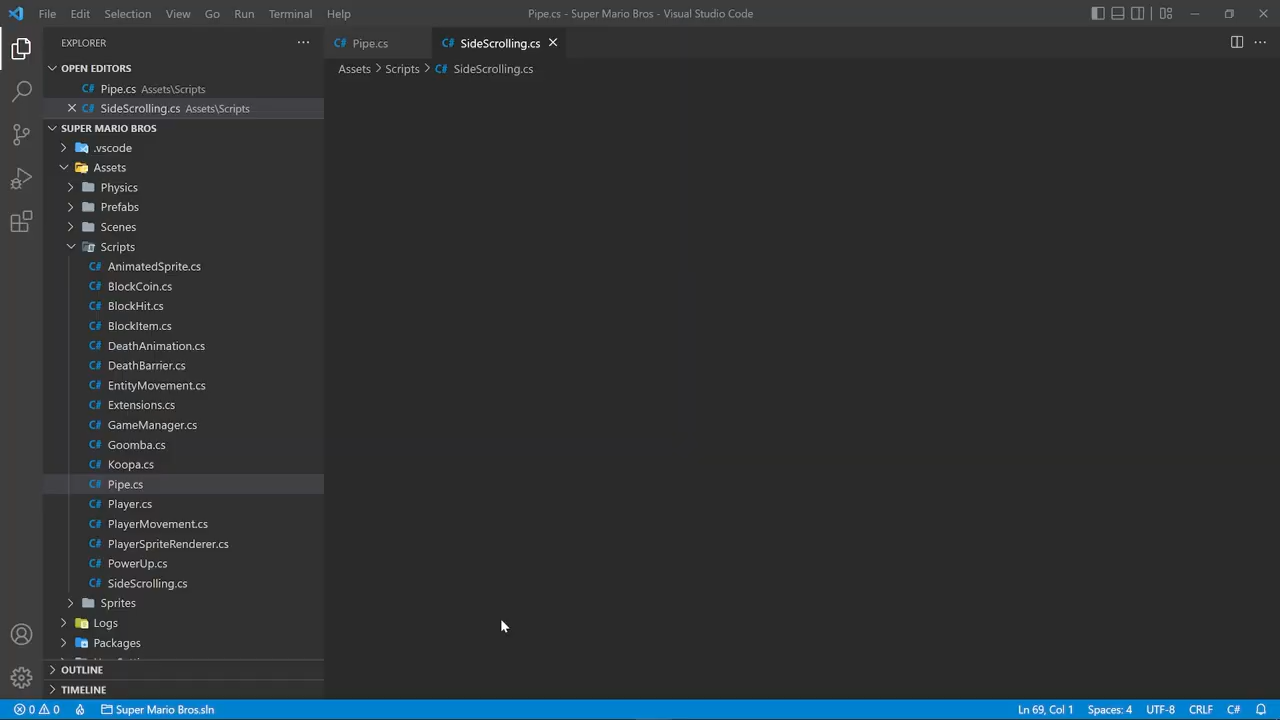 File Edit Selection View Go Run Terminal Help
Pipe.cs - Super Mario Bros - Visual Studio Code
EXPLORER
OPEN EDITORS
C# Pipe.cs Assets\Scripts
C# SideScrolling.cs Assets\Scripts
SUPER MARIO BROS
.vscode
Assets
Physics
Prefabs
Scenes
Scripts
C# AnimatedSprite.cs
C# BlockCoin.cs
C# BlockHit.cs
C# BlockItem.cs
C# DeathAnimation.cs
C# DeathBarrier.cs
C# EntityMovement.cs
C# Extensions.cs
C# GameManager.cs
C# Goomba.cs
C# Koopa.cs
C# Pipe.cs
C# Player.cs
C# PlayerMovement.cs
C# PlayerSpriteRenderer.cs
C# PowerUp.cs
C# SideScrolling.cs
Sprites
Logs
Packages
OUTLINE
TIMELINE
C# Pipe.cs
C# SideScrolling.cs
Assets > Scripts > C# SideScrolling.cs
0 0 Super Mario Bros.sln
Ln 69, Col 1 Spaces: 4 UTF-8 CRLF C#